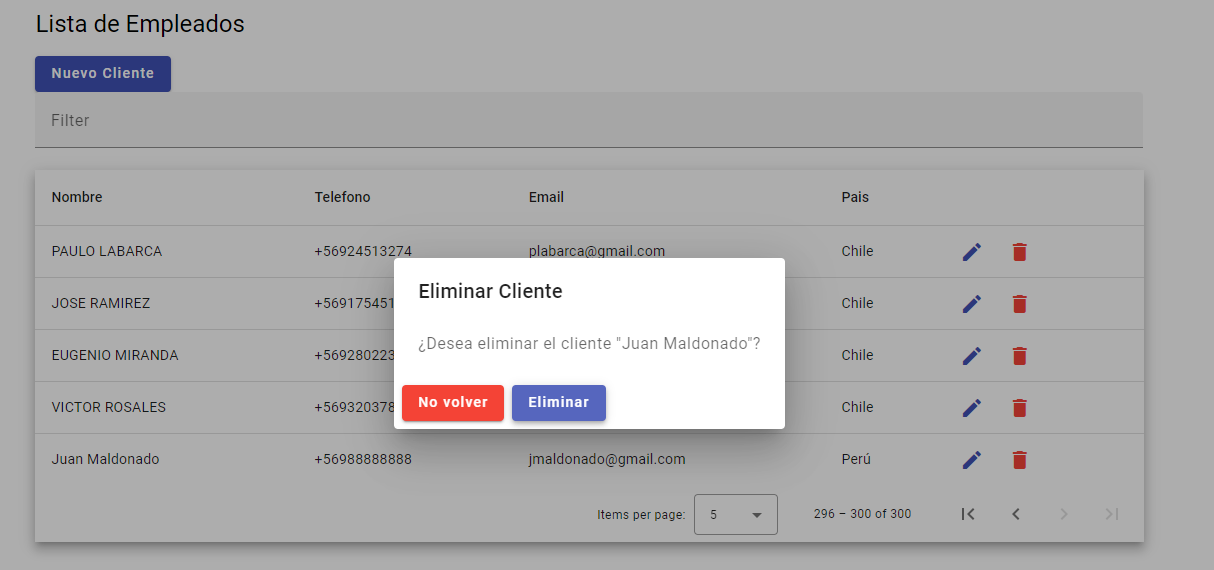 Lista de Empleados
Nuevo Cliente
Filter
Nombre Telefono Email Pais
PAULO LABARCA +56924513274 plabarca@gmail.com Chile
JOSE RAMIREZ Chile
EUGENIO MIRANDA Chile
VICTOR ROSALES Chile
Juan Maldonado +56988888888 jmaldonado@gmail.com Perú
Items per page: 5 296 – 300 of 300
Eliminar Cliente
¿Desea eliminar el cliente "Juan Maldonado"?
No volver Eliminar